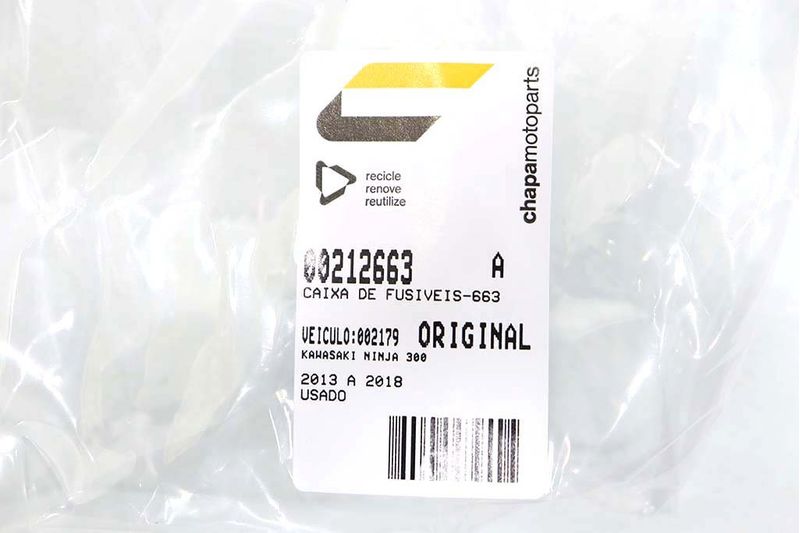 chapamotoparts
recicle
renove
reutilize
00212663 A
CAIXA DE FUSIVEIS-663
VEICULO:002179 ORIGINAL
KAWASAKI NINJA 300
2013 A 2018
USADO